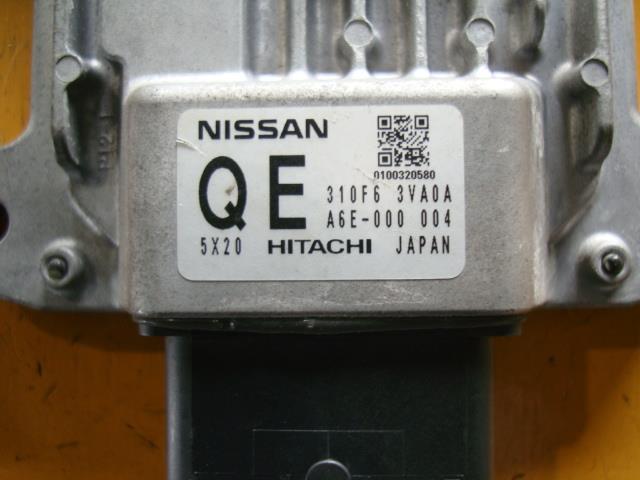 NISSAN
0100320580
QE
310F6 3VA0A
A6E-000 004
5X20 HITACHI JAPAN